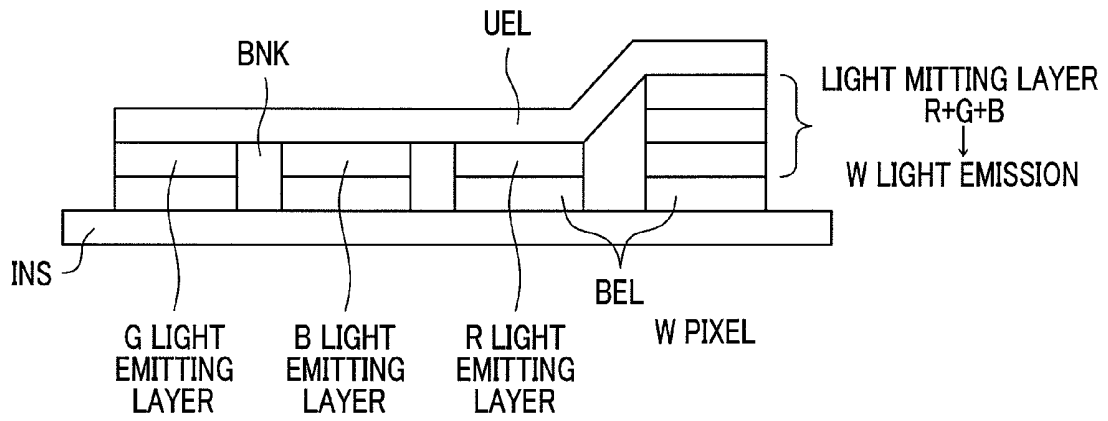 UEL
BNK
LIGHT MITTING LAYER
R+G+B
↓
W LIGHT EMISSION
INS
BEL
W PIXEL
G LIGHT
EMITTING
LAYER
B LIGHT
EMITTING
LAYER
R LIGHT
EMITTING
LAYER